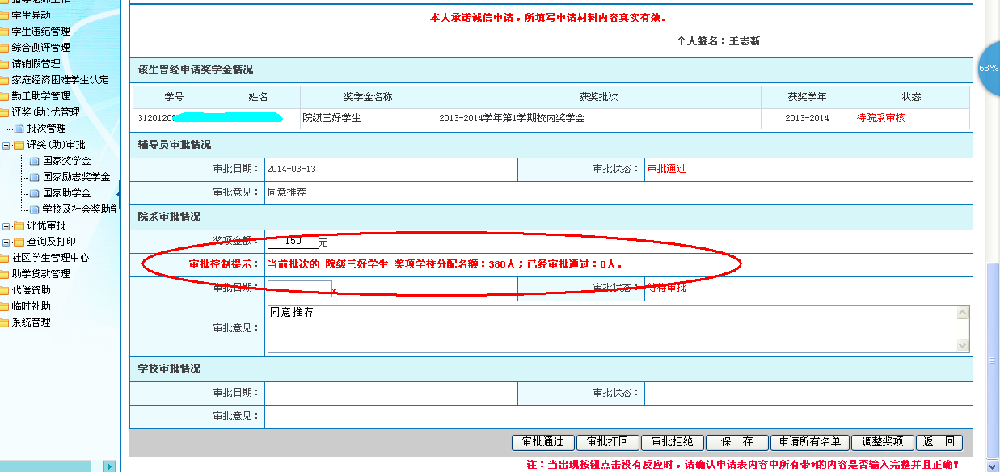 指导老师工作
学生异动
学生违纪管理
综合测评管理
请销假管理
家庭经济困难学生认定
勤工助学管理
评奖(助)优管理
批次管理
评奖(助)审批
国家奖学金
国家励志奖学金
国家助学金
学校及社会奖助学
评优审批
查询及打印
社区学生管理中心
助学贷款管理
代偿资助
临时补助
系统管理
本人承诺诚信申请，所填写申请材料内容真实有效。
个人签名：王志新
该生曾经申请奖学金情况
学号 姓名 奖学金名称 获奖批次 获奖学年 状态
3120120 院级三好学生 2013-2014学年第1学期校内奖学金 2013-2014 待院系审核
辅导员审批情况
审批日期： 2014-03-13 审批状态： 审批通过
审批意见： 同意推荐
院系审批情况
奖项金额： 150 元
审批控制提示： 当前批次的 院级三好学生 奖项学校分配名额：380人；已经审批通过：0人。
审批日期： * 审批状态： 等待审批
审批意见： 同意推荐
学校审批情况
审批日期： 审批状态：
审批意见：
审批通过 审批打回 审批拒绝 保 存 申请所有名单 调整奖项 返 回
注：当出现按钮点击没有反应时，请确认申请表内容中所有带*的内容是否输入完整并且正确！
68%